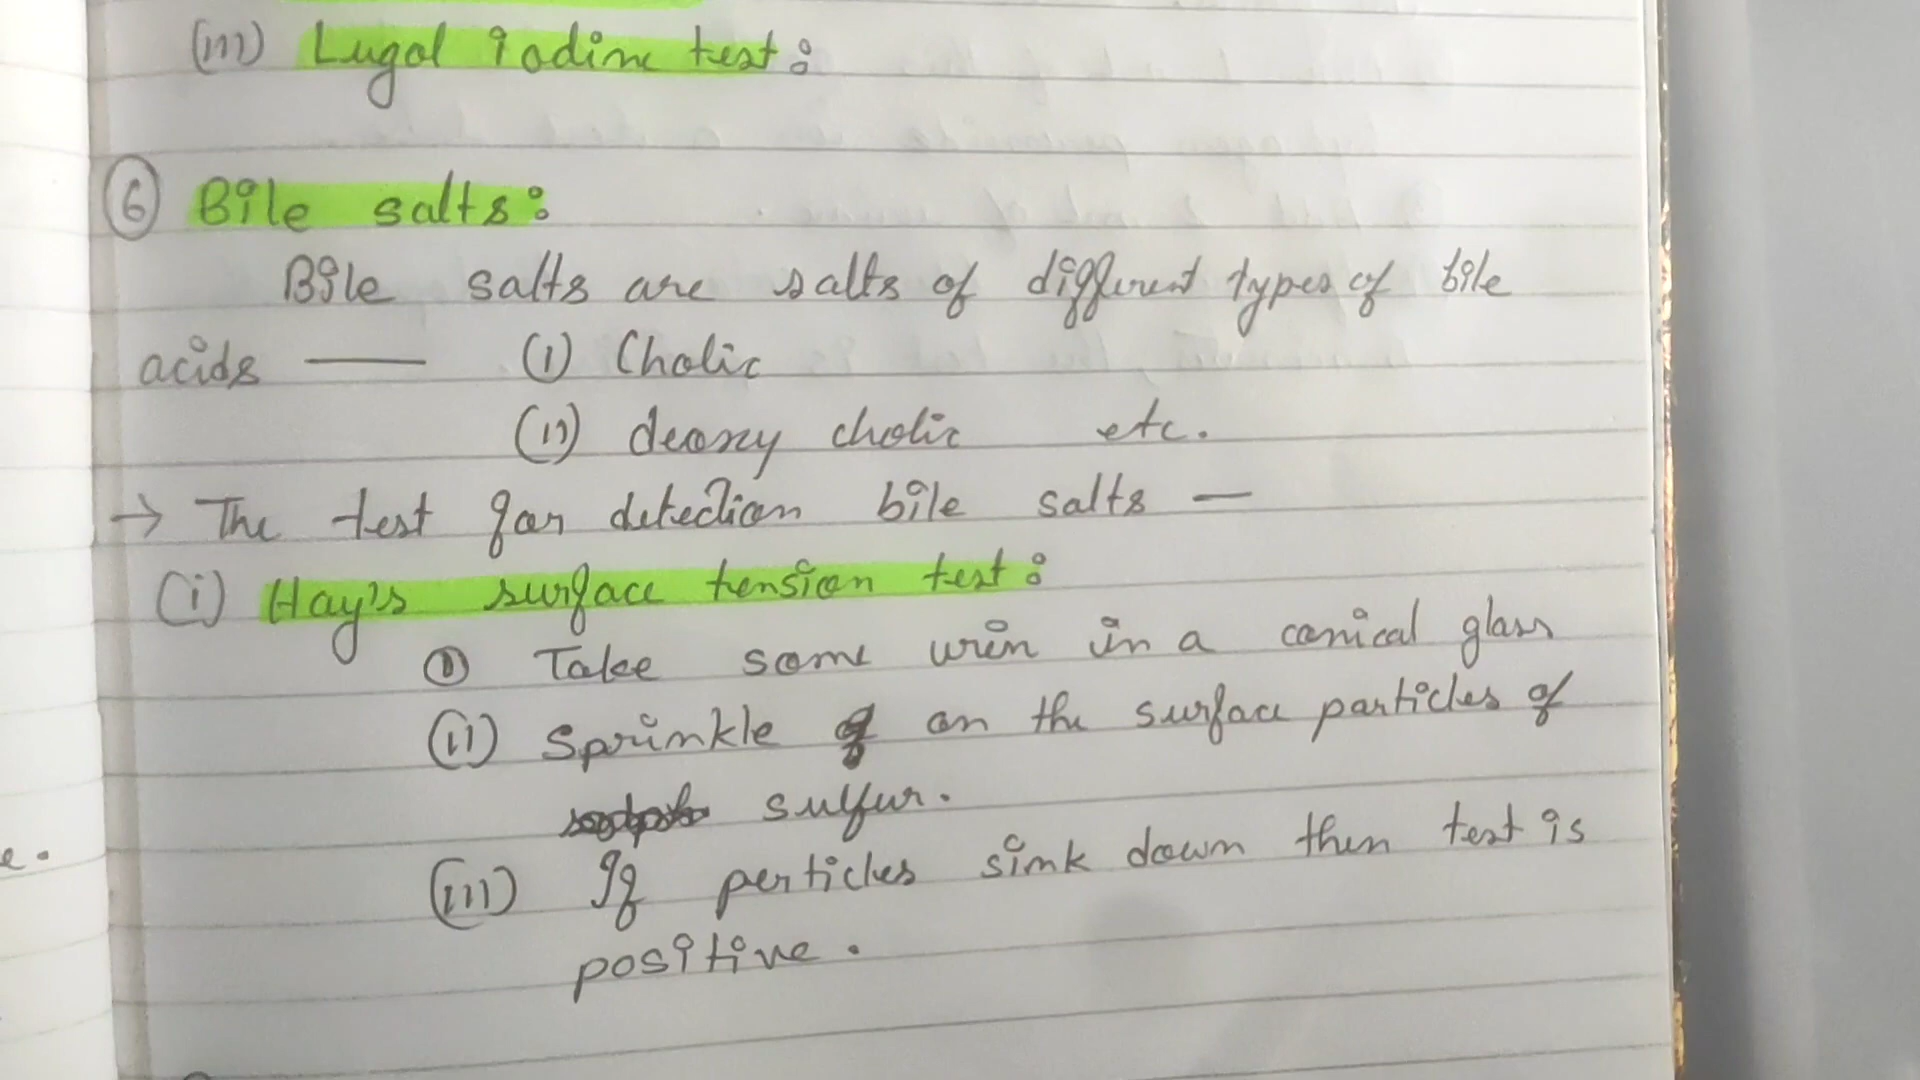 (iii) Lugol iodine test:
⑥ Bile salts:
Bile salts are salts of different types of bile
acids —— (i) Cholic
(ii) deoxy cholic etc.
→ The test for detection bile salts —
(i) Hay's surface tension test:
① Take some urin in a conical glass
(ii) Sprinkle on the surface particles of
sulfur.
(iii) If perticles sink down then test is
positive.
e.